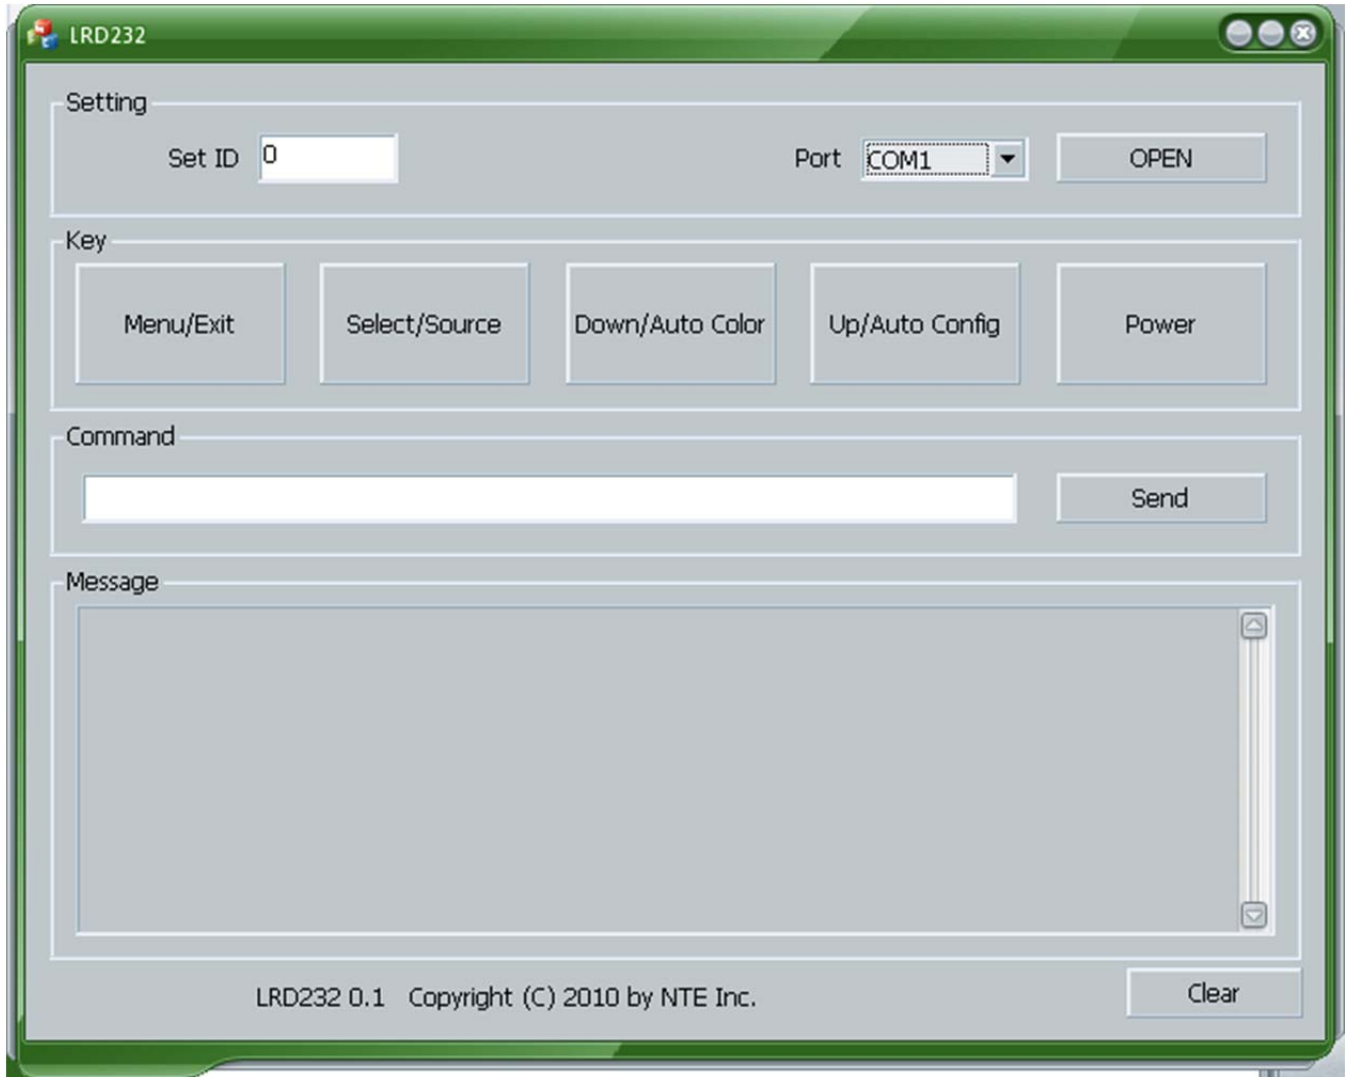 LRD232
Setting
Set ID 0 Port COM1 OPEN
Key
Menu/Exit Select/Source Down/Auto Color Up/Auto Config Power
Command
Send
Message
LRD232 0.1 Copyright (C) 2010 by NTE Inc. Clear